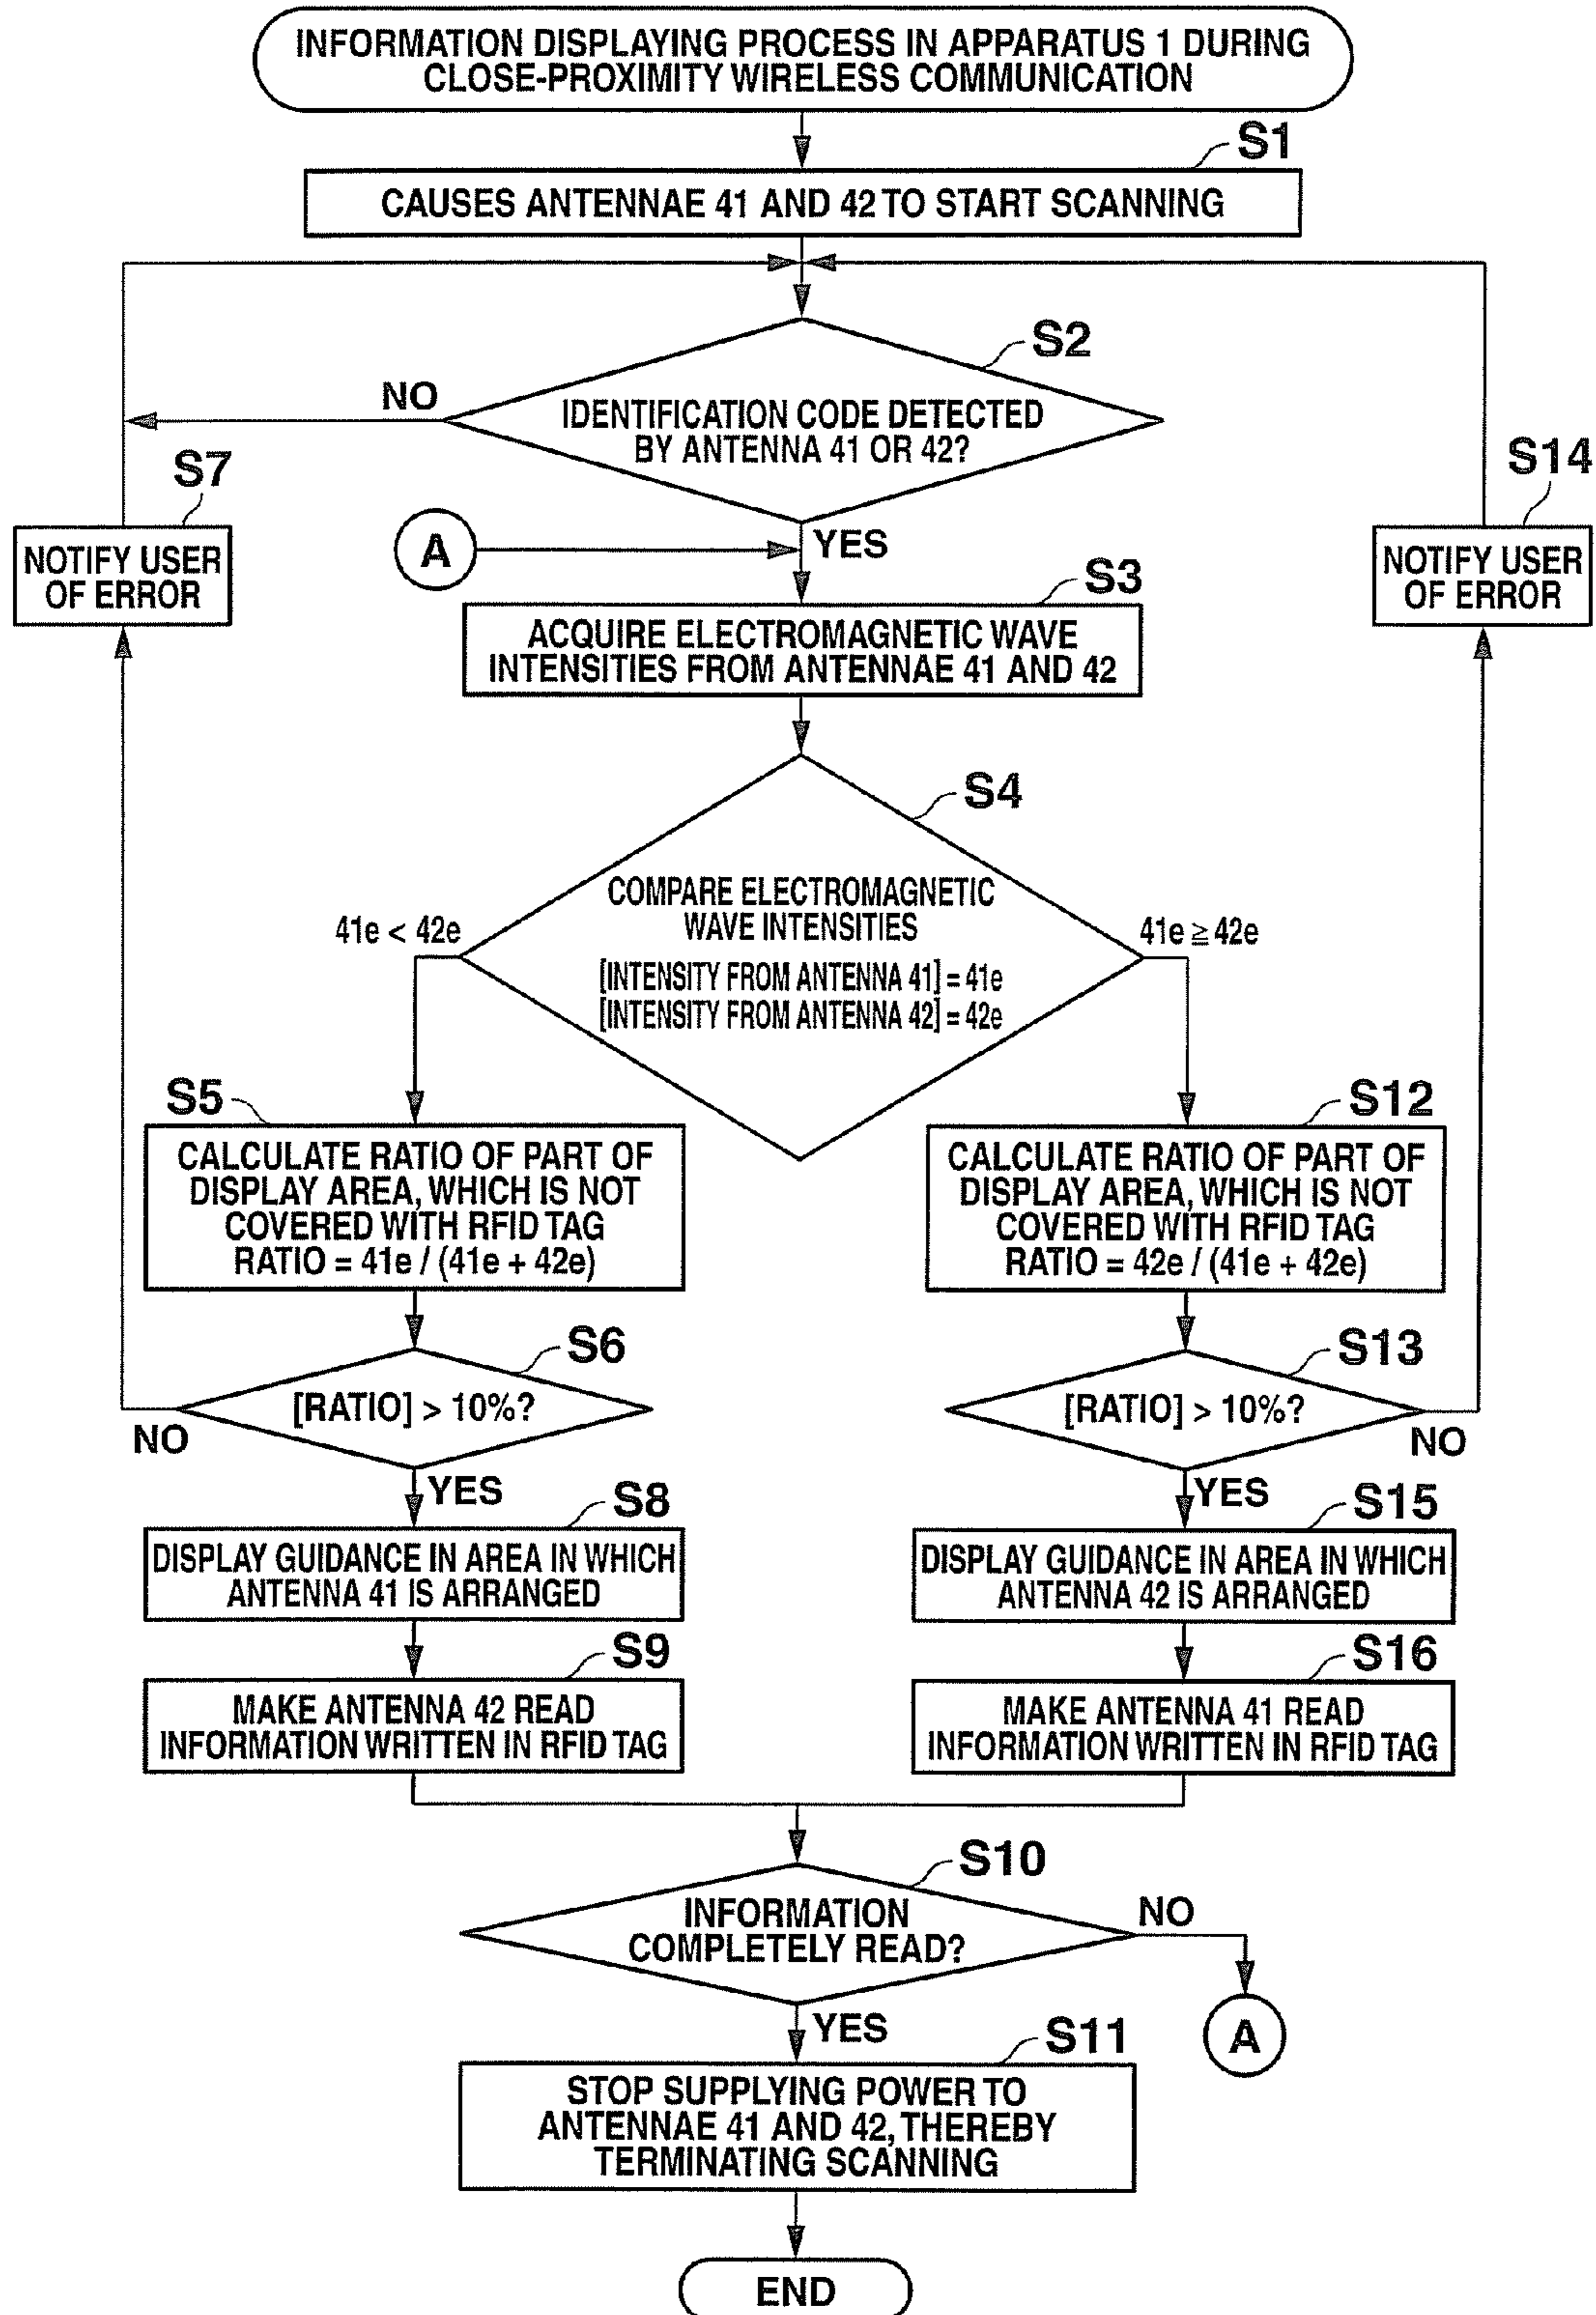 INFORMATION DISPLAYING PROCESS IN APPARATUS 1 DURING
CLOSE-PROXIMITY WIRELESS COMMUNICATION
S1
CAUSES ANTENNAE 41 AND 42 TO START SCANNING
S2
NO
IDENTIFICATION CODE DETECTED
BY ANTENNA 41 OR 42?
S7
S14
NOTIFY USER
OF ERROR
A
YES
NOTIFY USER
OF ERROR
S3
ACQUIRE ELECTROMAGNETIC WAVE
INTENSITIES FROM ANTENNAE 41 AND 42
S4
COMPARE ELECTROMAGNETIC
WAVE INTENSITIES
41e < 42e
41e ≧ 42e
[INTENSITY FROM ANTENNA 41] = 41e
[INTENSITY FROM ANTENNA 42] = 42e
S5
CALCULATE RATIO OF PART OF
DISPLAY AREA, WHICH IS NOT
COVERED WITH RFID TAG
RATIO = 41e / (41e + 42e)
S12
CALCULATE RATIO OF PART OF
DISPLAY AREA, WHICH IS NOT
COVERED WITH RFID TAG
RATIO = 42e / (41e + 42e)
S6
[RATIO] > 10%?
NO
YES
S13
[RATIO] > 10%?
NO
YES
S8
DISPLAY GUIDANCE IN AREA IN WHICH
ANTENNA 41 IS ARRANGED
S15
DISPLAY GUIDANCE IN AREA IN WHICH
ANTENNA 42 IS ARRANGED
S9
MAKE ANTENNA 42 READ
INFORMATION WRITTEN IN RFID TAG
S16
MAKE ANTENNA 41 READ
INFORMATION WRITTEN IN RFID TAG
S10
INFORMATION
COMPLETELY READ?
NO
A
YES
S11
STOP SUPPLYING POWER TO
ANTENNAE 41 AND 42, THEREBY
TERMINATING SCANNING
END